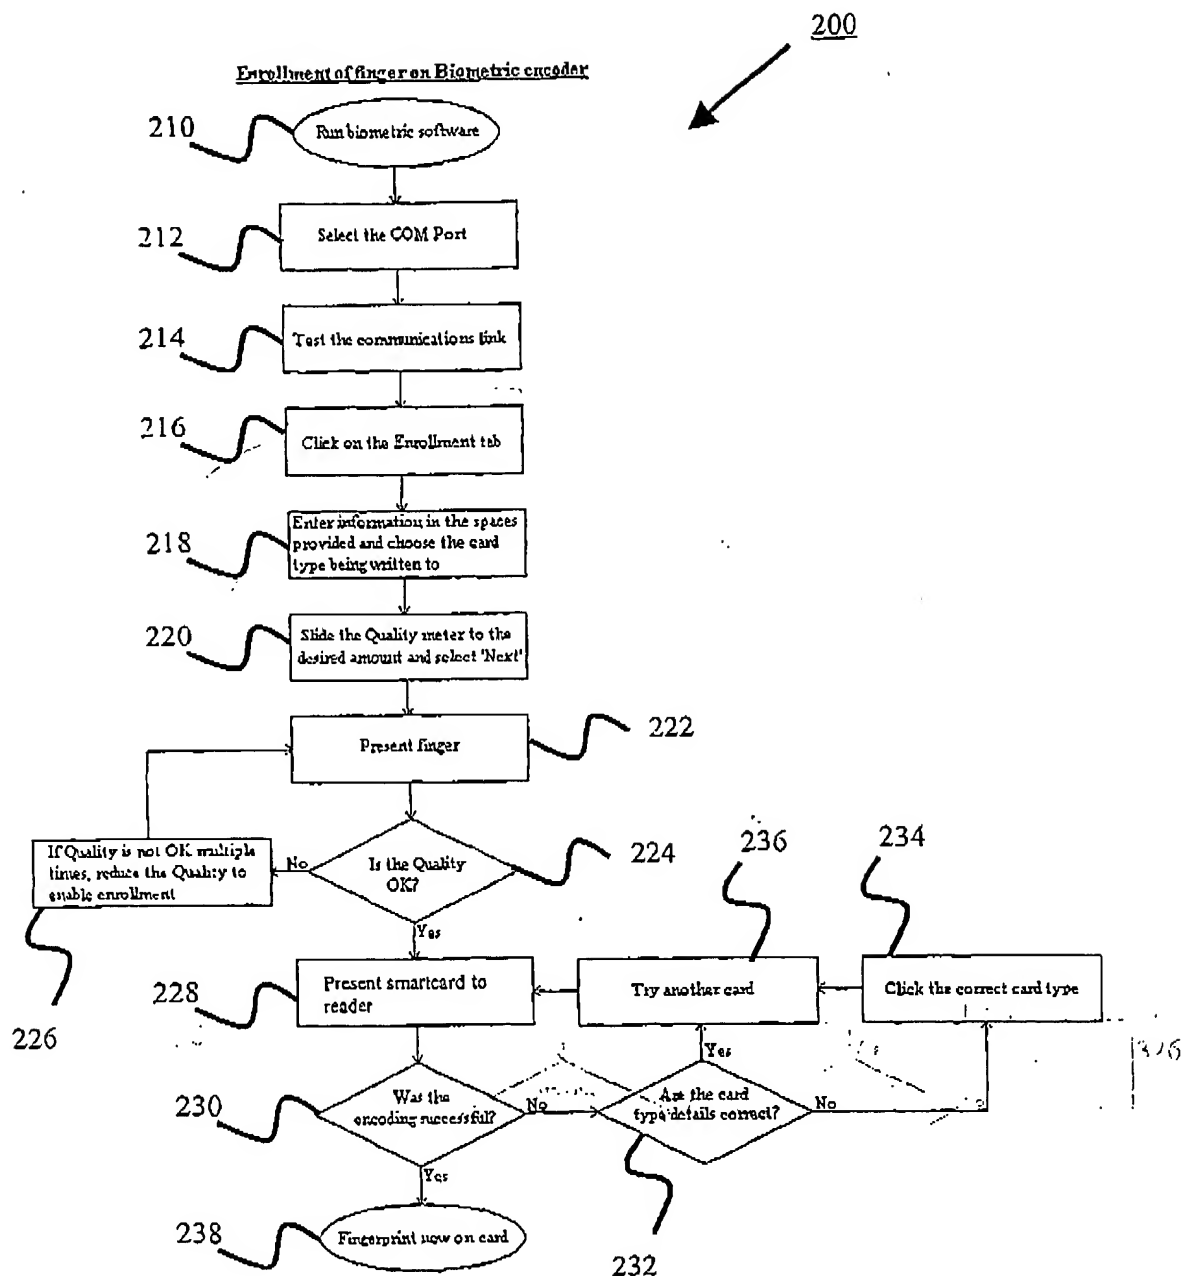 200
Enrollment of finger on Biometric encoder
210
Run biometric software
212
Select the COM Port
214
Test the communications link
216
Click on the Enrollment tab
218
Enter information in the spaces
provided and choose the card
type being written to
220
Slide the Quality meter to the
desired amount and select 'Next'
222
Present finger
224
Is the Quality
OK?
No
If Quality is not OK multiple
times, reduce the Quality to
enable enrollment
226
Yes
236
234
228
Present smartcard to
reader
Try another card
Click the correct card type
230
Was the
encoding successful?
No
Yes
Are the card
type details correct?
No
232
Yes
238
Fingerprint now on card